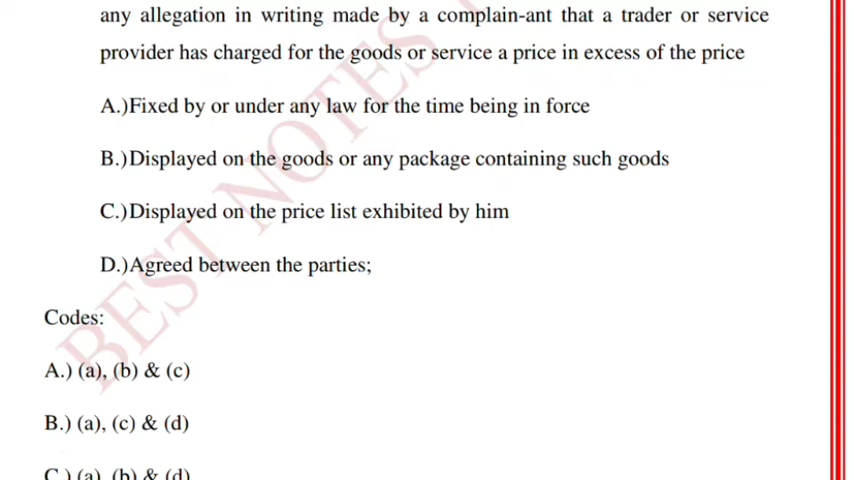 any allegation in writing made by a complain-ant that a trader or service
provider has charged for the goods or service a price in excess of the price
A.)Fixed by or under any law for the time being in force
B.)Displayed on the goods or any package containing such goods
C.)Displayed on the price list exhibited by him
D.)Agreed between the parties;
Codes:
A.) (a), (b) & (c)
B.) (a), (c) & (d)
C.) (a), (b) & (d)
BEST NOTES